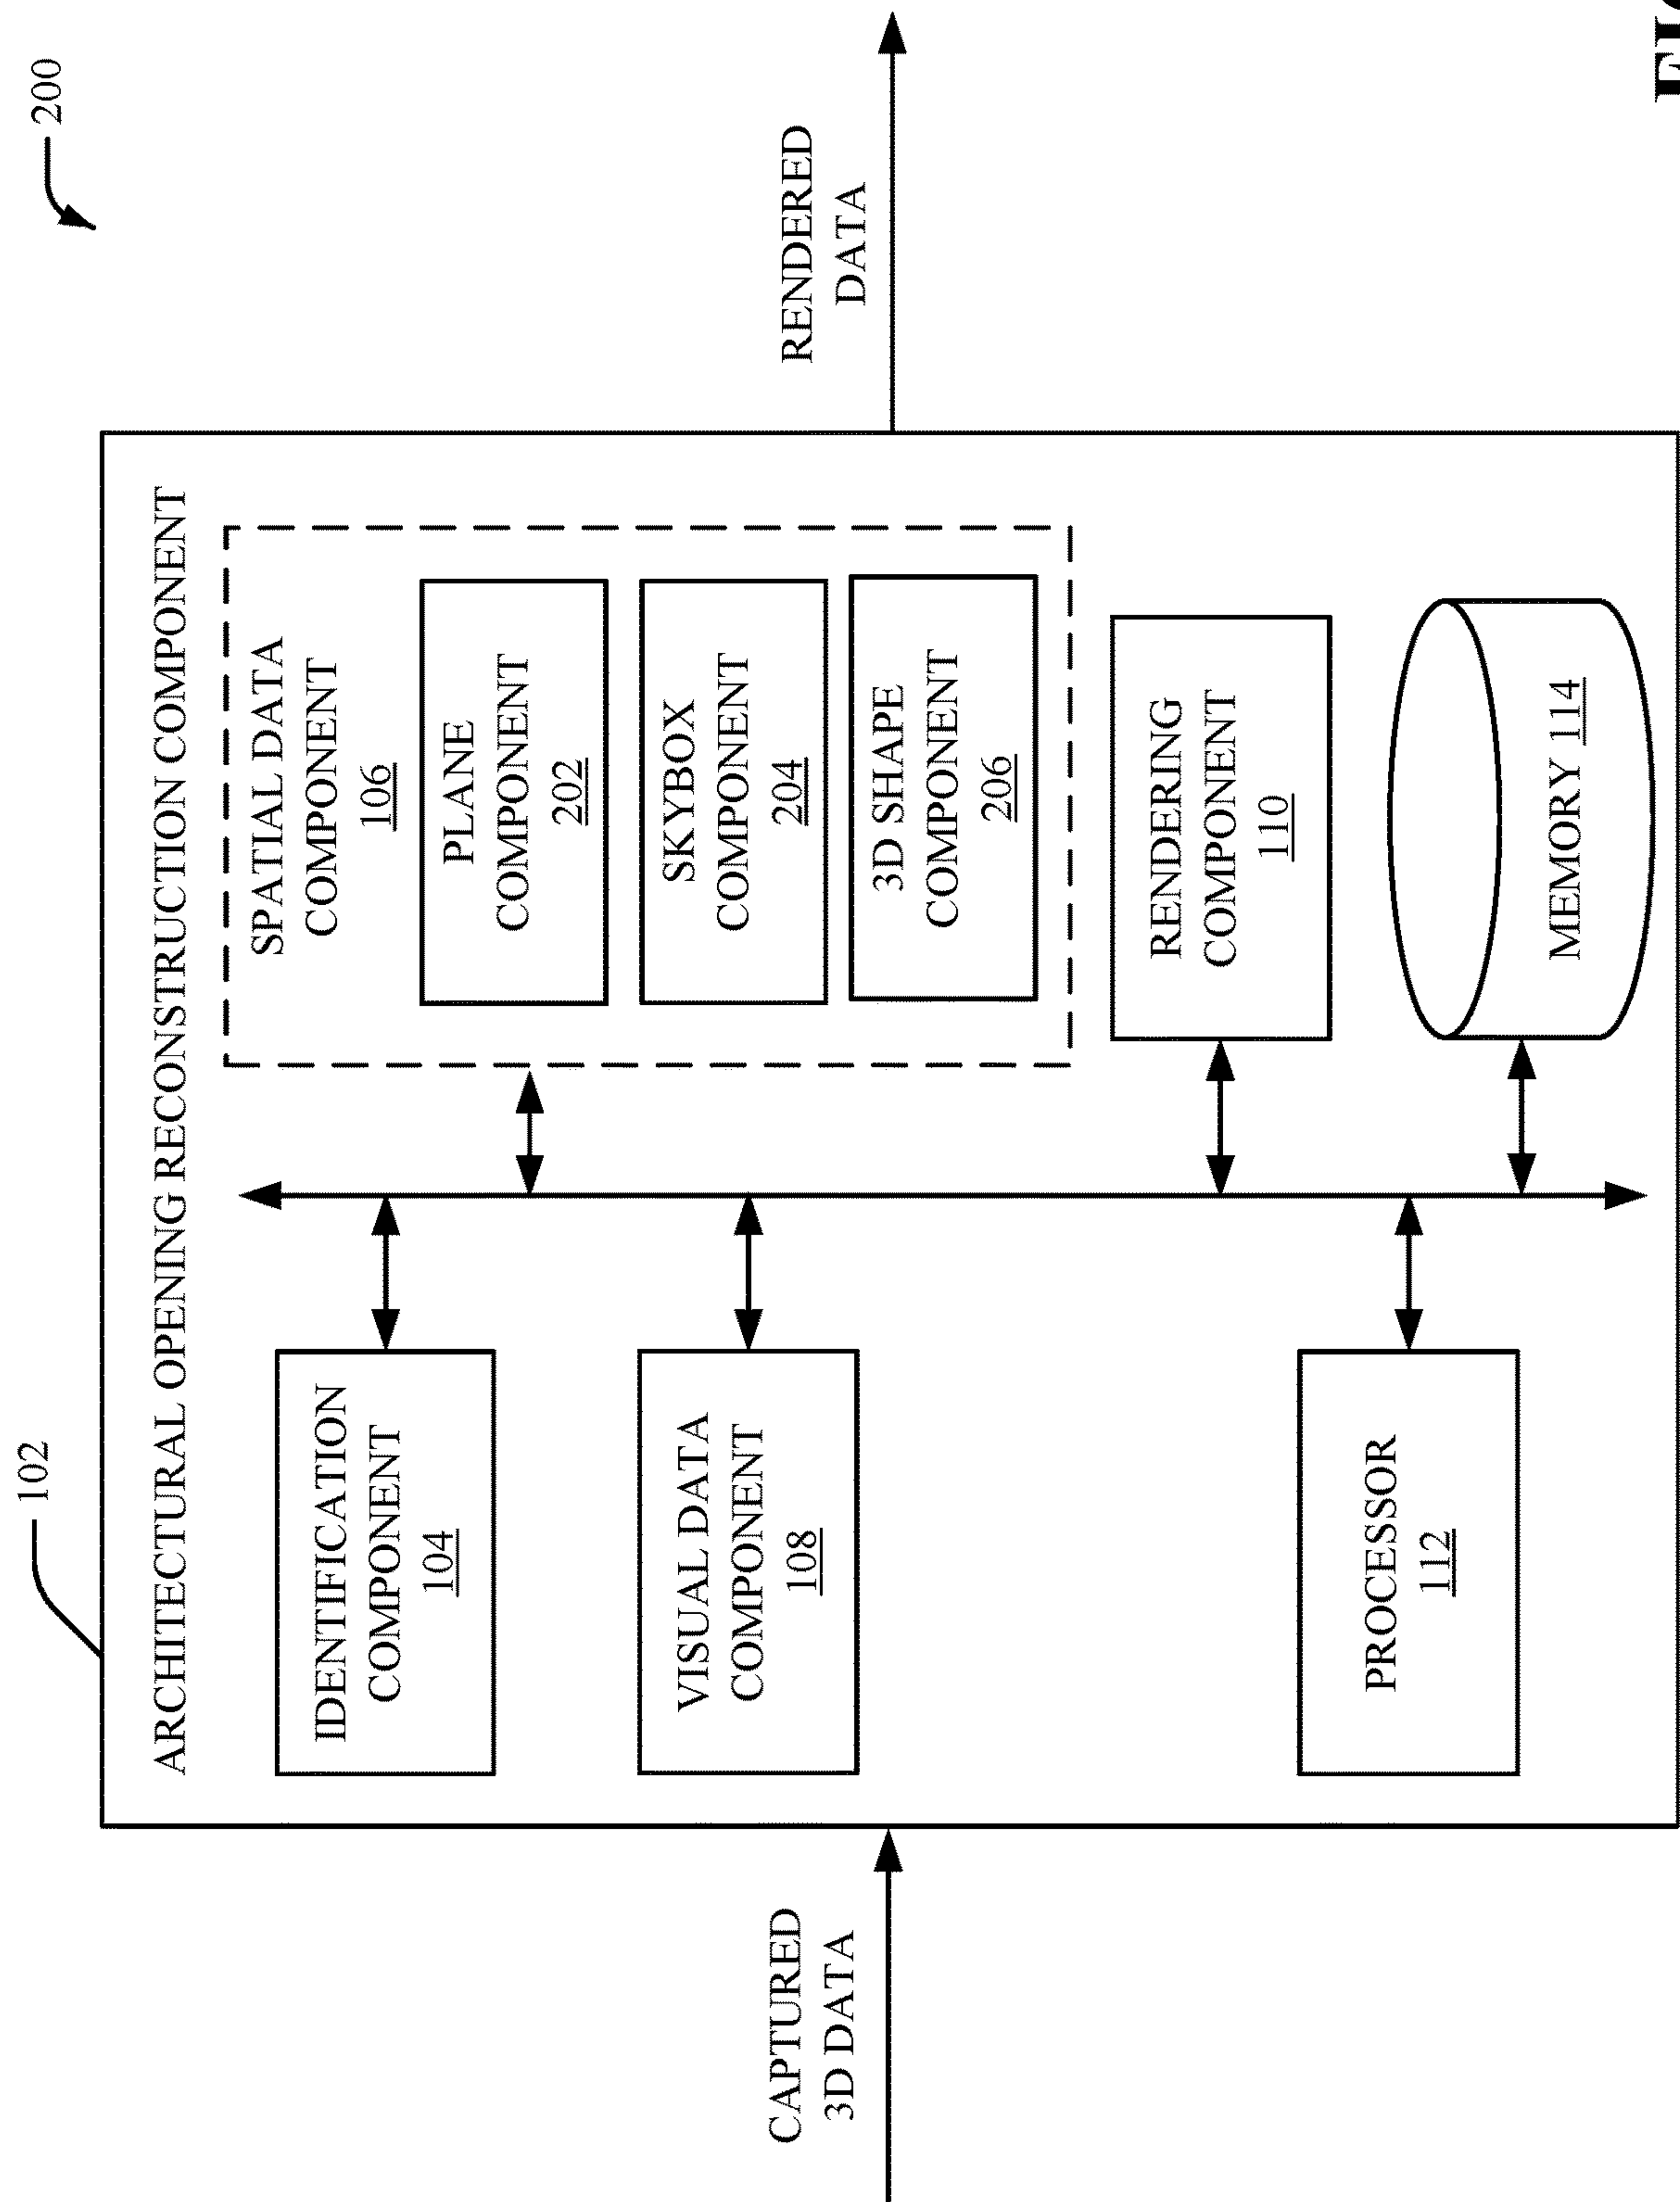 200
102
ARCHITECTURAL OPENING RECONSTRUCTION COMPONENT
CAPTURED
3D DATA
IDENTIFICATION
COMPONENT
104
VISUAL DATA
COMPONENT
108
PROCESSOR
112
SPATIAL DATA
COMPONENT
106
PLANE
COMPONENT
202
SKYBOX
COMPONENT
204
3D SHAPE
COMPONENT
206
RENDERING
COMPONENT
110
MEMORY 114
RENDERED
DATA